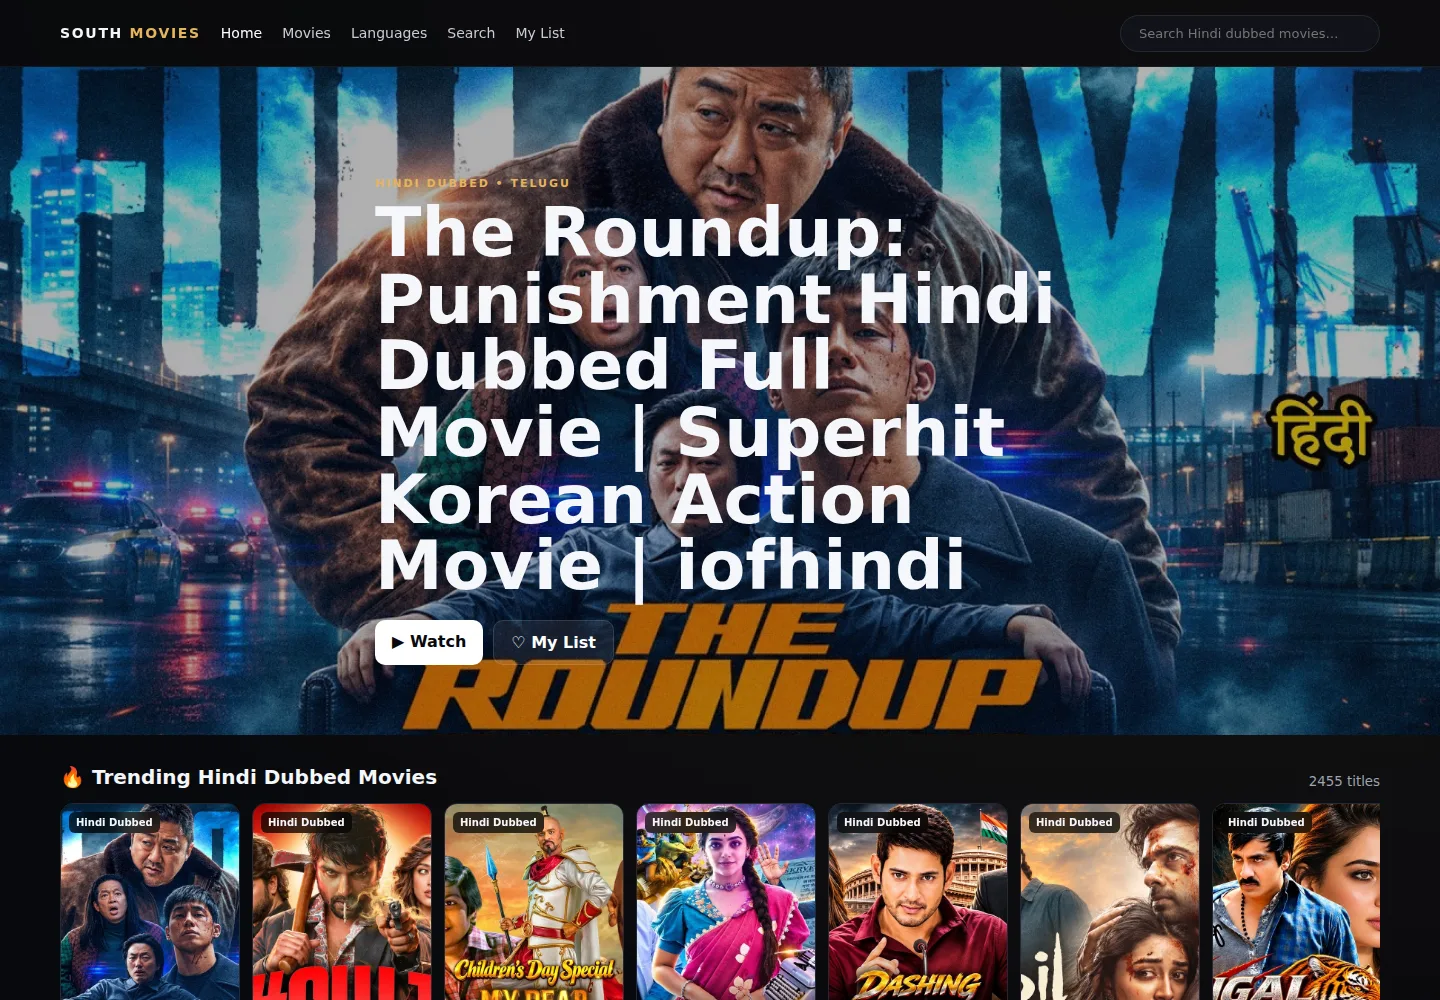 SOUTH MOVIES Home Movies Languages Search My List Search Hindi dubbed movies...
HINDI DUBBED • TELUGU
The Roundup:
Punishment Hindi
Dubbed Full
Movie | Superhit
Korean Action
Movie | iofhindi
हिंदी
▶ Watch ♡ My List
THE
ROUNDUP
🔥 Trending Hindi Dubbed Movies 2455 titles
Hindi Dubbed Hindi Dubbed Hindi Dubbed Hindi Dubbed Hindi Dubbed Hindi Dubbed Hindi Dubbed
Children's Day Special
DASHING